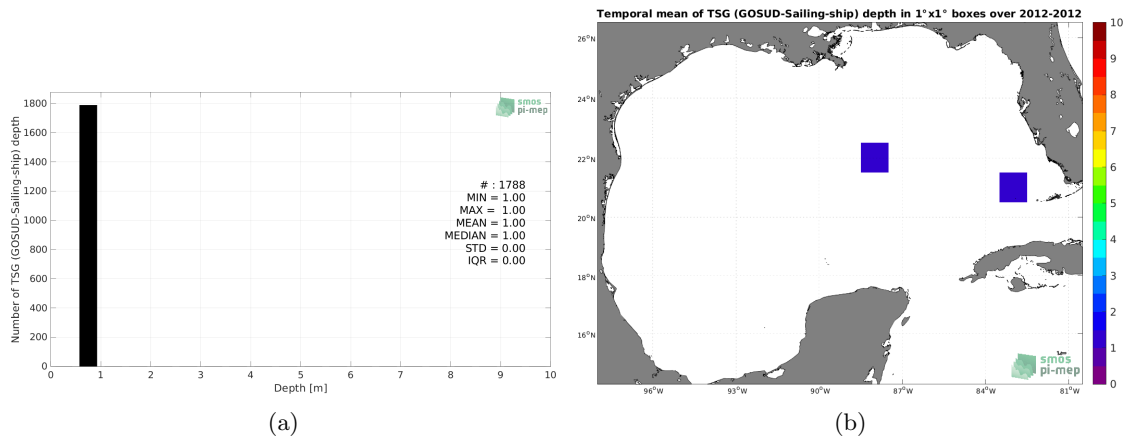 1800
1600
1400
1200
1000
800
600
400
200
0
Number of TSG (GOSUD-Sailing-ship) depth
smos
pi-mep
# : 1788
MIN = 1.00
MAX = 1.00
MEAN = 1.00
MEDIAN = 1.00
STD = 0.00
IQR = 0.00
0 1 2 3 4 5 6 7 8 9 10
Depth [m]
(a)
Temporal mean of TSG (GOSUD-Sailing-ship) depth in 1°x1° boxes over 2012-2012
26°N
24°N
22°N
20°N
18°N
16°N
96°W 93°W 90°W 87°W 84°W 81°W
smos
pi-mep
10
9
8
7
6
5
4
3
2
1
0
(b)